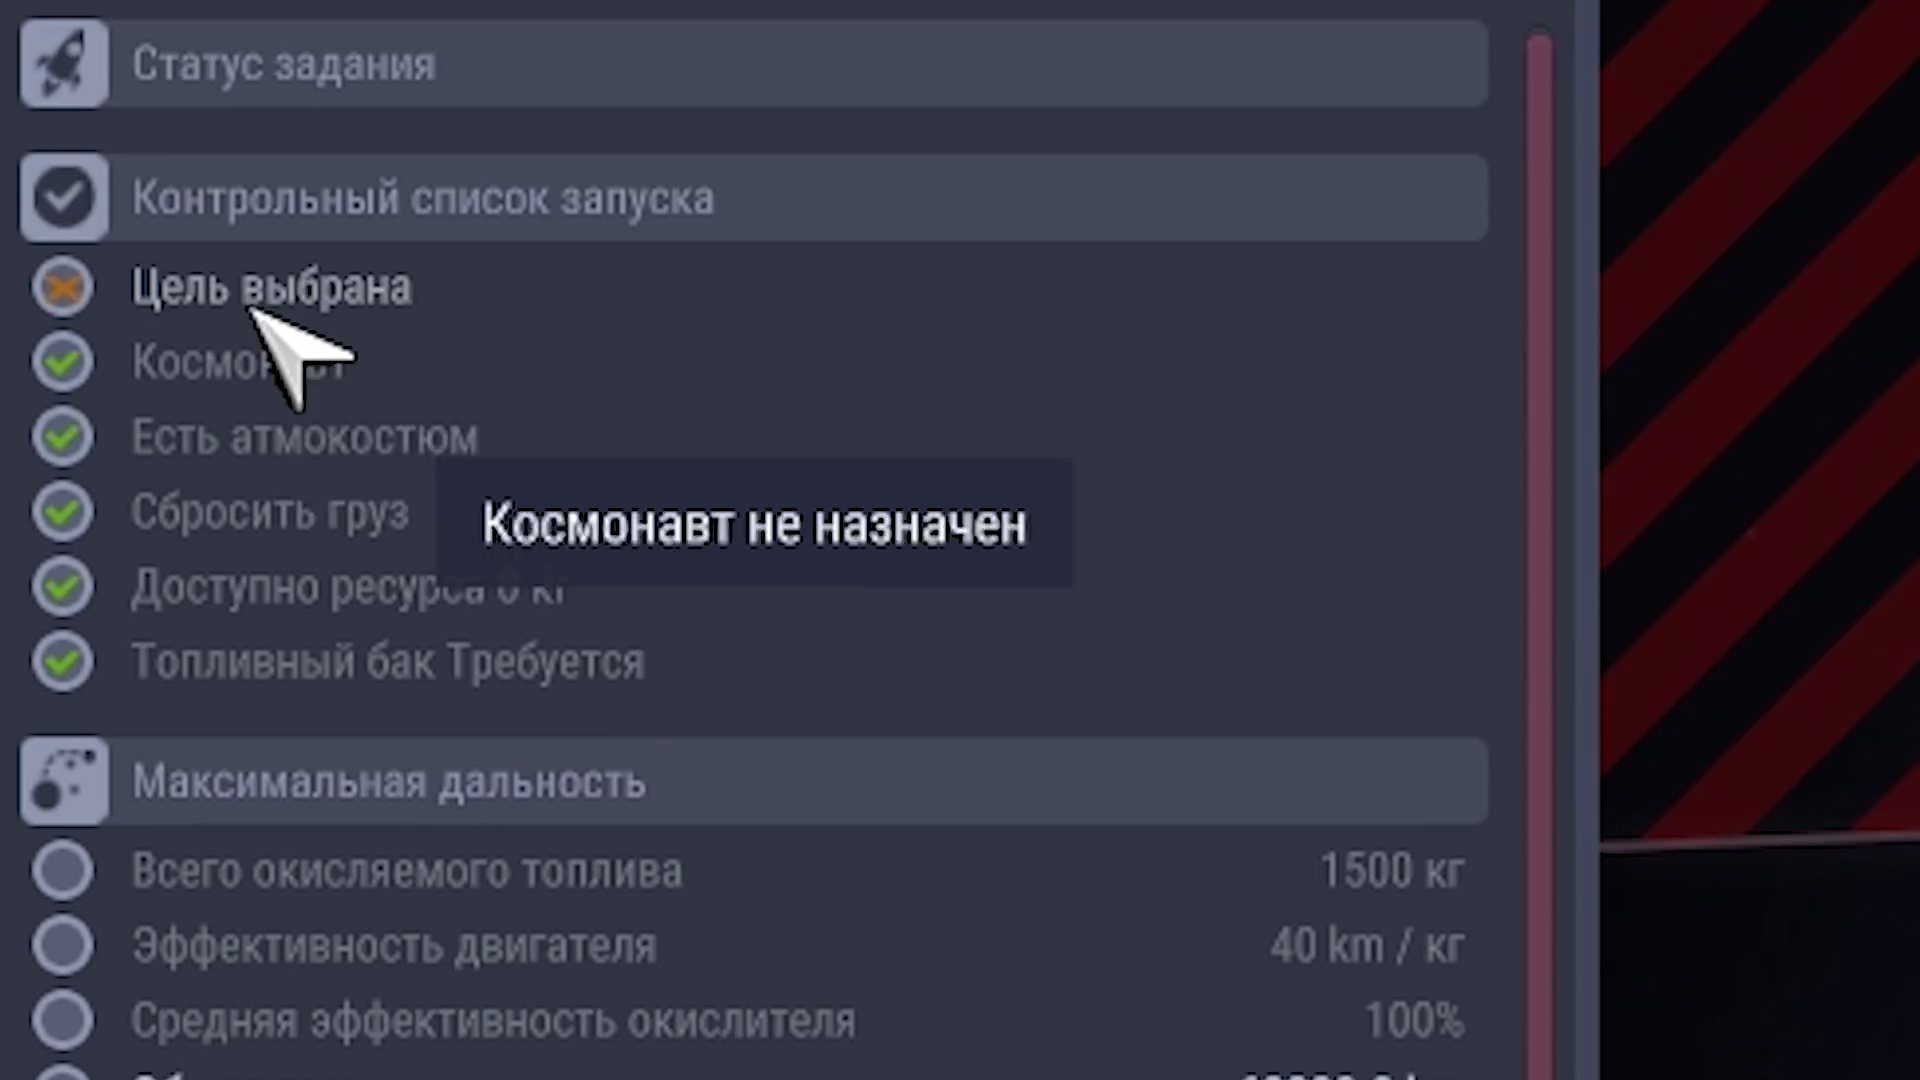 Статус задания
Контрольный список запуска
Цель выбрана
Есть атмокостюм
Сбросить груз
Космонавт не назначен
Доступно
Топливный бак Требуется
Максимальная дальность
Всего окисляемого топлива 1500 кг
Эффективность двигателя 40 km / кг
Средняя эффективность окислителя 100%